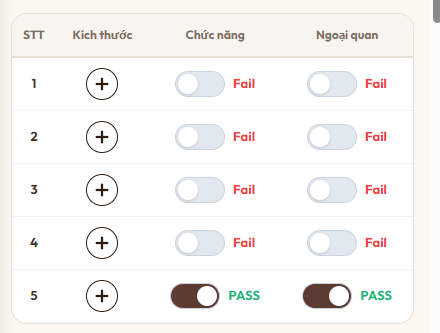 STT Kích thước Chức năng Ngoại quan
1 Fail Fail
2 Fail Fail
3 Fail Fail
4 Fail Fail
5 PASS PASS